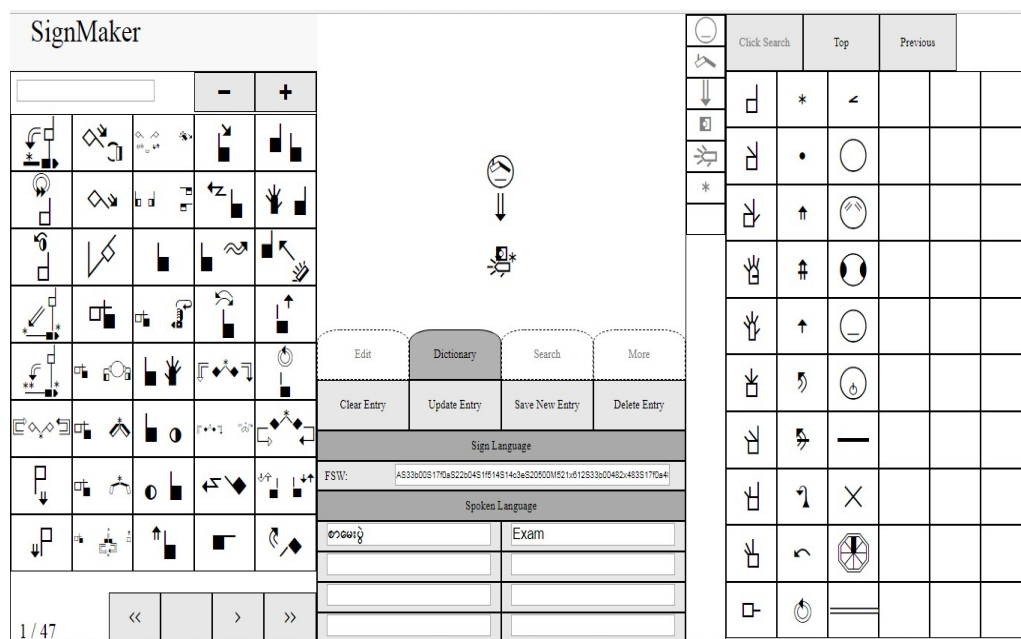 SignMaker
Click Search
Top
Previous
- +
Edit
Dictionary
Search
More
Clear Entry
Update Entry
Save New Entry
Delete Entry
Sign Language
FSW:
Spoken Language
စာမေးပွဲ
Exam
<< > >>
1 / 47